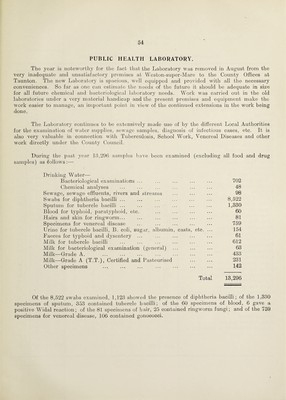 54
PUBLIC HEALTH LABORATORY.
The year is noteworthy for the fact that the Laboratory was removed in August from the
very inadequate and unsatisfactory premises at Weston-super-Mare to the County Offices at
Taunton. The new Laboratory is spacious, well equipped and provided with all the necessary
conveniences. So far as one can estimate the needs of the future it should be adequate in size
for all future chemical and bacteriological laboratory needs. Work was carried out in the old
laboratories under a very material handicap and the present premises and equipment make the
work easier to manage, an important point in view of the continued extensions in the work being
done.
The Laboratory continues to be extensively made use of by the different Local Authorities
for the examination of water supplies, sewage samples, diagnosis of infectious cases, etc. It is
also very valuable in connection with Tuberculosis, School Work, Venereal Diseases and other
work directly under the County Council.
During the past year 13,296 samples have been examined (excluding all food and drug
samples) as follows:—
Drinking Water—
Bacteriological examinations ... 702
Chemical analyses ... 48
Sewage, sewage effluents, rivers and streams ... 98
Swabs for diphtheria bacilli ... 8,522
Sputum for tubercle bacilli ... 1,339
Blood for typhoid, paratyphoid, etc. ... 60
Hairs and skin for ringworm ... 81
Specimens for venereal disease ... 729
Urine for tubercle bacilli, B. coli, sugar, albumin, casts, etc. ... 154
Faeces for typhoid and dysentery ... 61
Milk for tubercle bacilli ... 612
Milk for bacteriological examination (general) ... 63
Milk—Grade A. ... 433
Milk—Grade A (T.T.), Certified and Pasteurised ... 251
Other specimens ... 143
Total 13,296
Of the 8,522 swabs examined, 1,123 showed the presence of diphtheria bacilli; of the 1,339
specimens of sputum, 353 contained tubercle bacilli; of the 60 specimens of blood, 6 gave a
positive Widal reaction; of the 81 specimens of hair, 25 contained ringworm fungi; and of the 729
specimens for venereal disease, 106 contained gonococci.